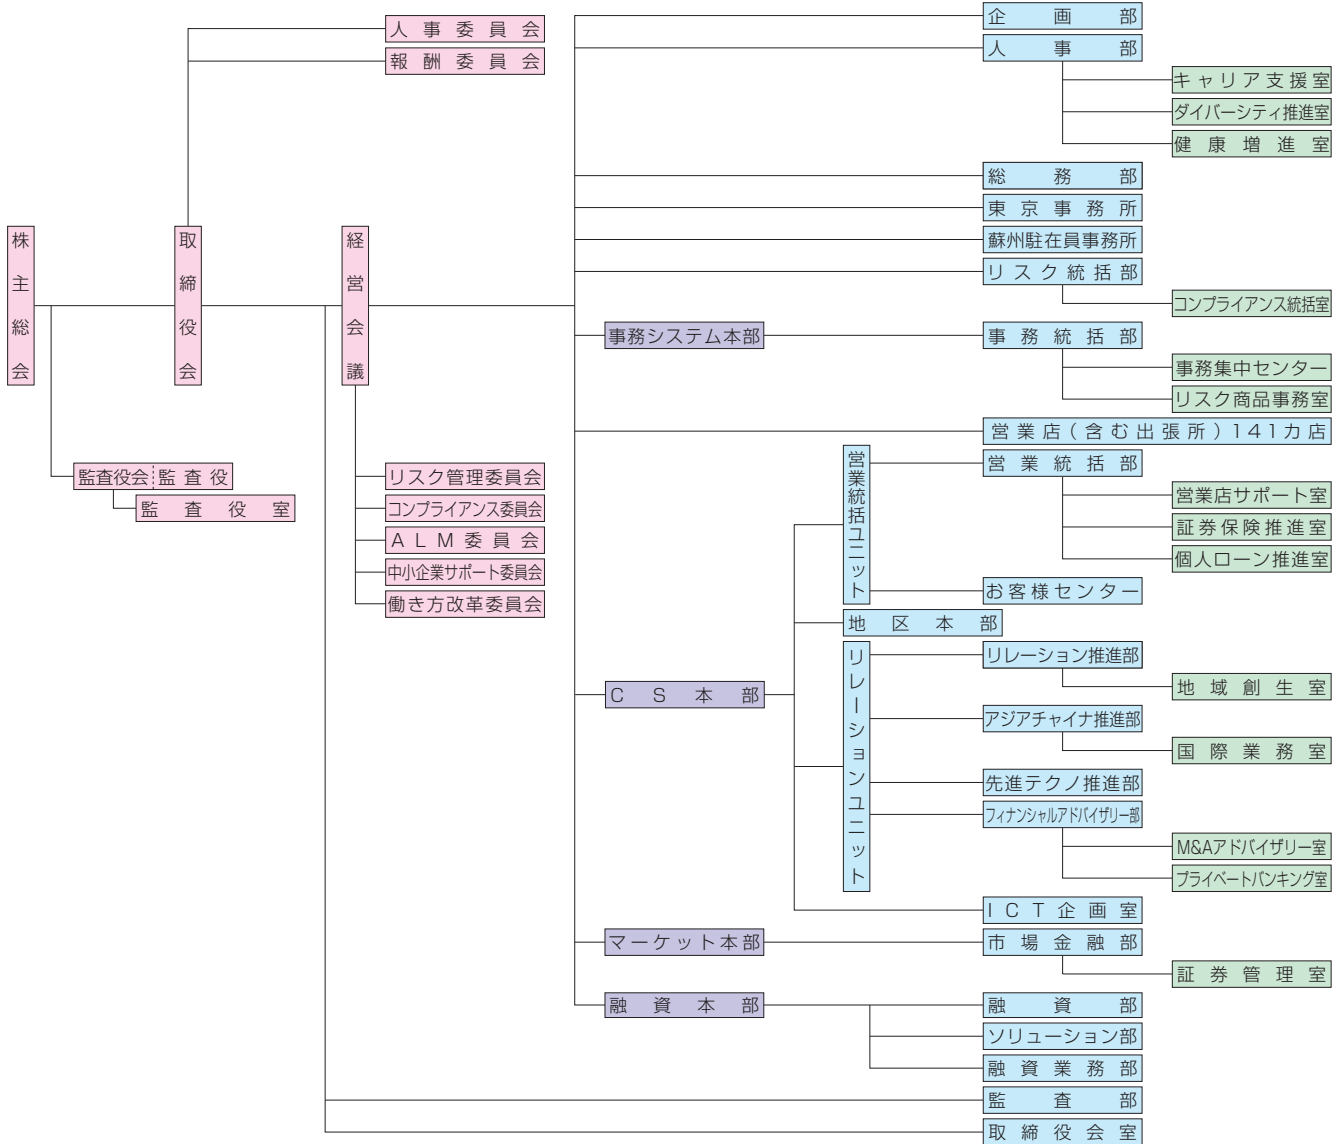 株主総会
監査役会 監査役
監査役室
取締役会
人事委員会
報酬委員会
経営会議
リスク管理委員会
コンプライアンス委員会
ALM委員会
中小企業サポート委員会
働き方改革委員会
企画部
人事部
キャリア支援室
ダイバーシティ推進室
健康増進室
総務部
東京事務所
蘇州駐在員事務所
リスク統括部
コンプライアンス統括室
事務システム本部
事務統括部
事務集中センター
リスク商品事務室
営業店(含む出張所)141カ店
CS本部
営業統括ユニット
営業統括部
営業店サポート室
証券保険推進室
個人ローン推進室
お客様センター
地区本部
リレーションユニット
リレーション推進部
地域創生室
アジアチャイナ推進部
国際業務室
先進テクノ推進部
フィナンシャルアドバイザリー部
M&Aアドバイザリー室
プライベートバンキング室
ICT企画室
マーケット本部
市場金融部
証券管理室
融資本部
融資部
ソリューション部
融資業務部
監査部
取締役会室